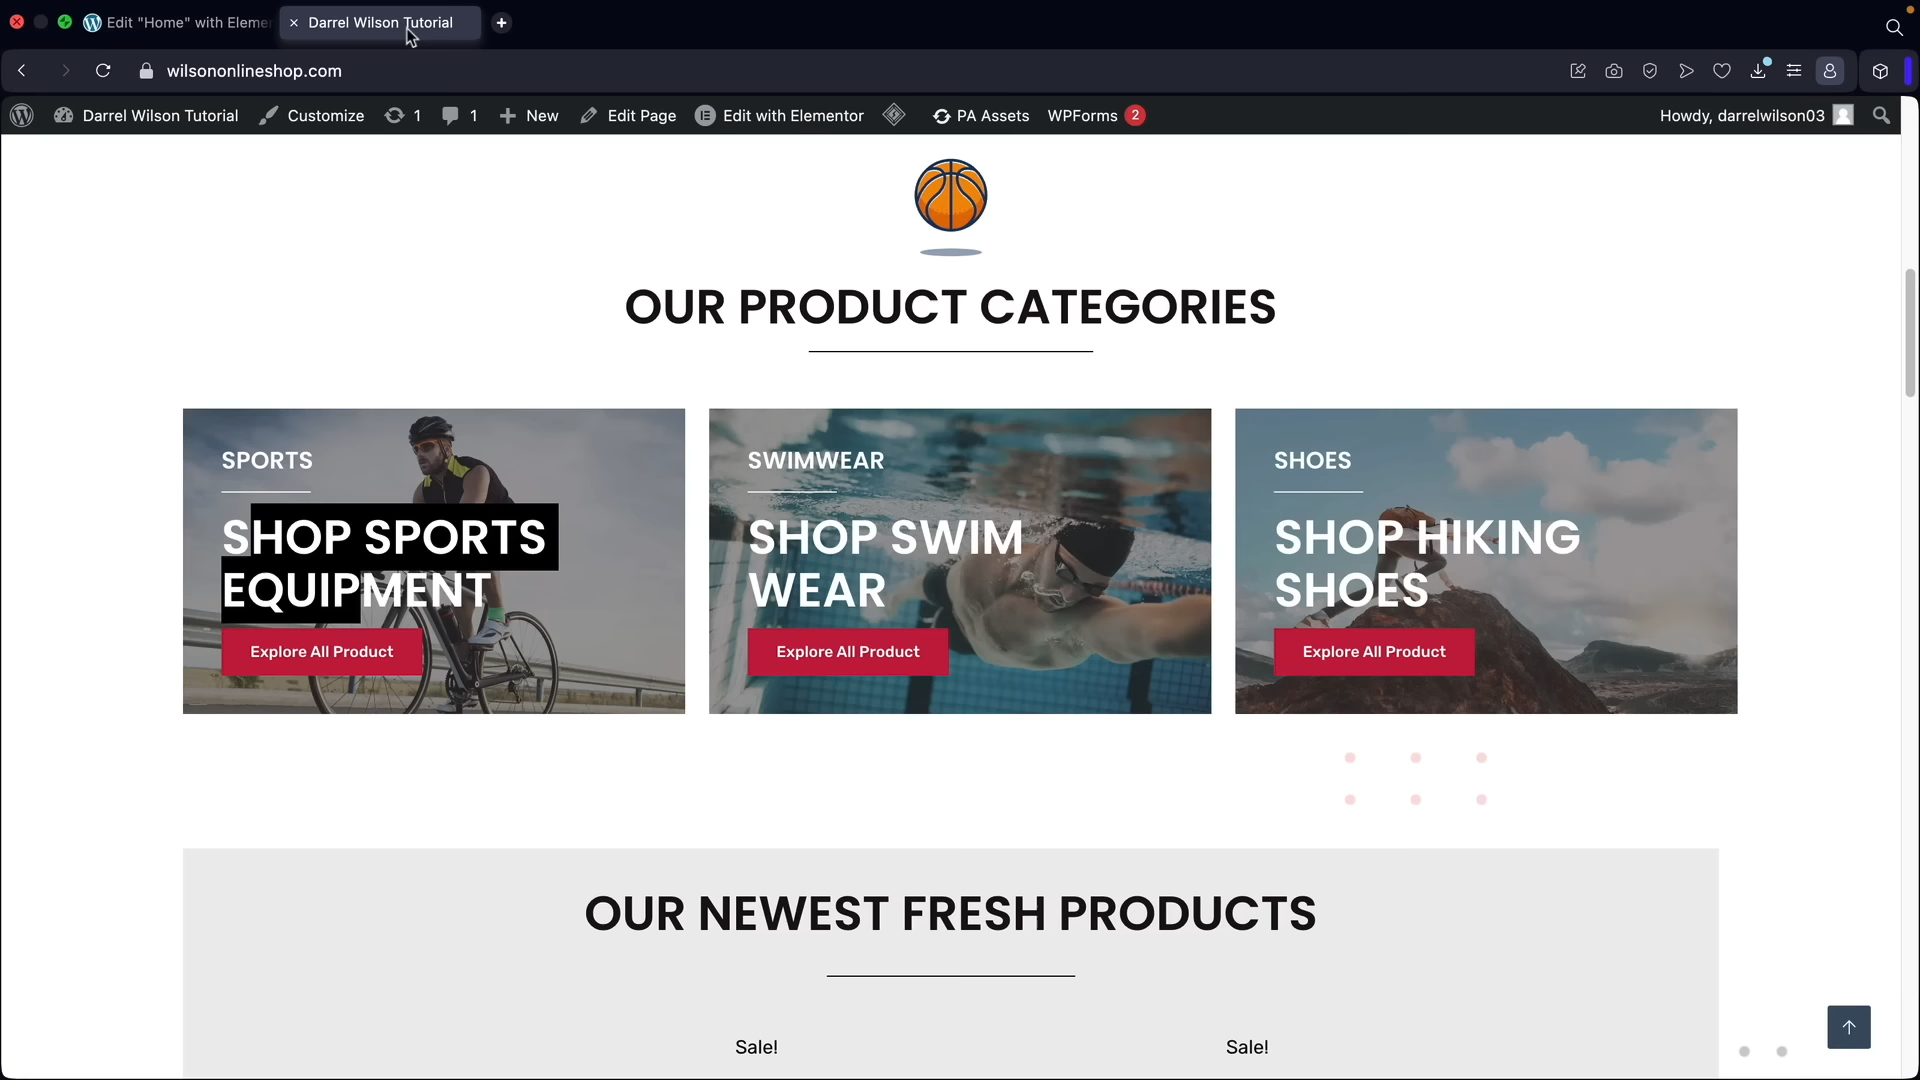 Edit "Home" with Eleme
Darrel Wilson Tutorial
wilsononlineshop.com
Darrel Wilson Tutorial
Customize
1
1
New
Edit Page
Edit with Elementor
PA Assets
WPForms 2
Howdy, darrelwilson03
OUR PRODUCT CATEGORIES
SPORTS
SHOP SPORTS
EQUIPMENT
Explore All Product
SWIMWEAR
SHOP SWIM
WEAR
Explore All Product
SHOES
SHOP HIKING
SHOES
Explore All Product
OUR NEWEST FRESH PRODUCTS
Sale!
Sale!